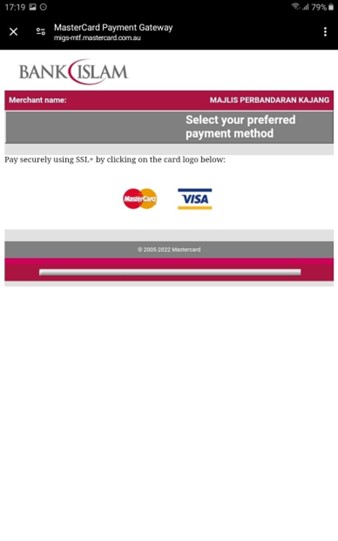 17:19
79%
MasterCard Payment Gateway
migs-mtf.mastercard.com.au
BANK ISLAM
Merchant name: MAJLIS PERBANDARAN KAJANG
Select your preferred
payment method
Pay securely using SSL+ by clicking on the card logo below:
MasterCard VISA
© 2005-2022 Mastercard